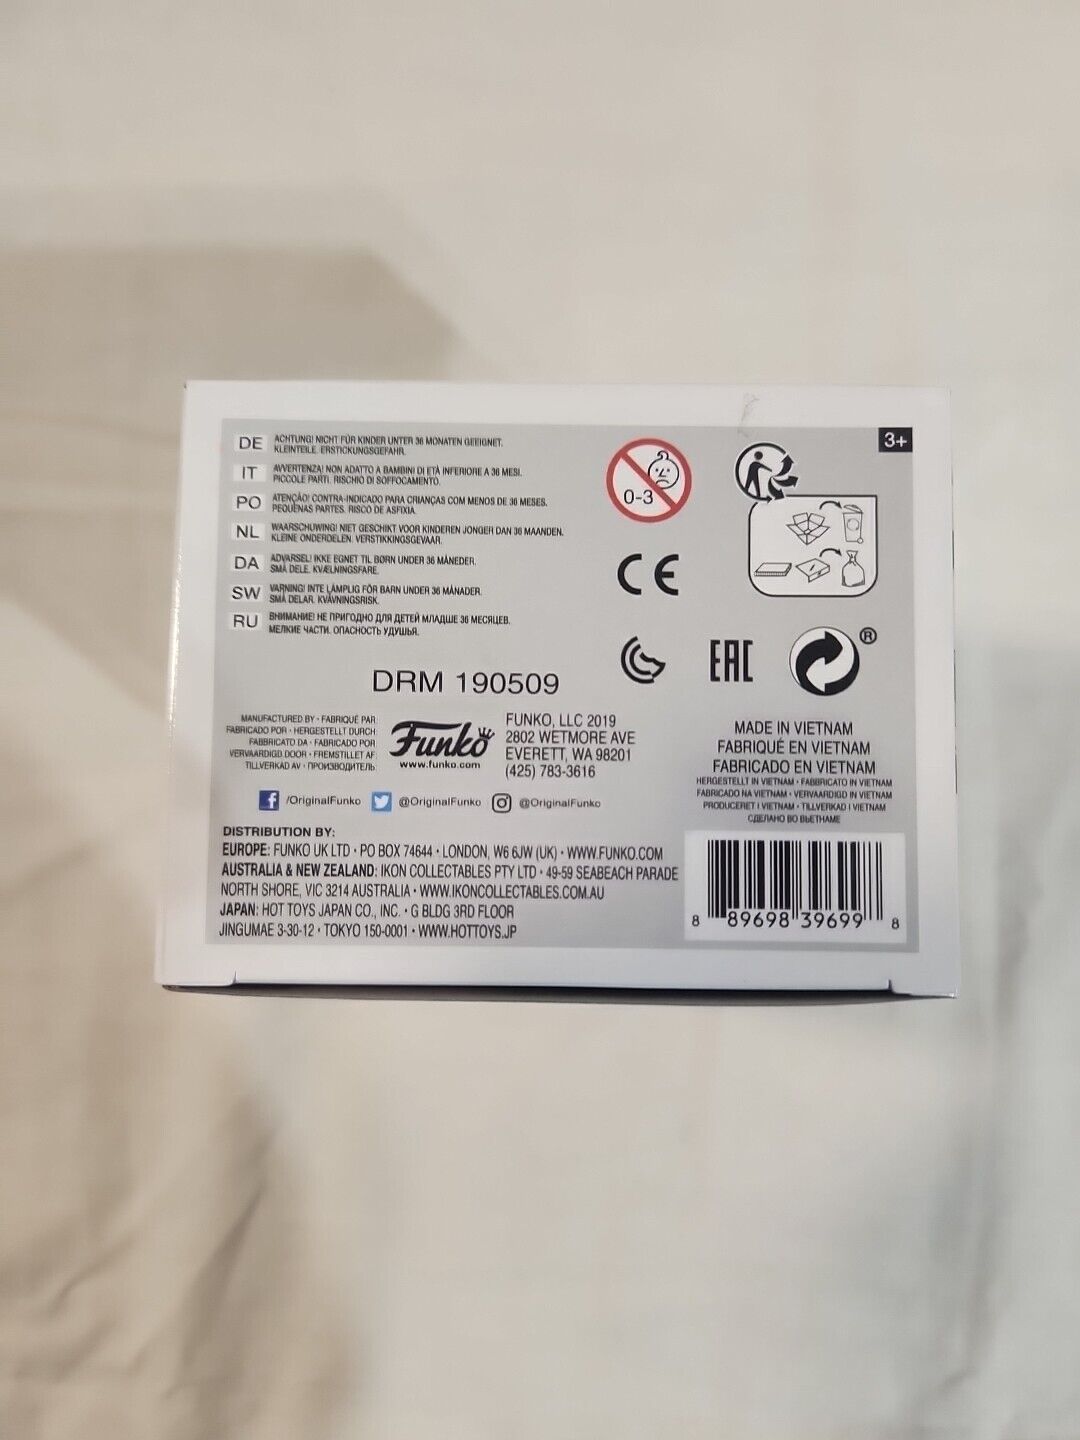 3+
DE ACHTUNG! NICHT FÜR KINDER UNTER 36 MONATEN GEEIGNET.
KLEINTEILE. ERSTICKUNGSGEFAHR.
IT AVVERTENZA! NON ADATTO A BAMBINI DI ETÀ INFERIORE A 36 MESI.
PICCOLE PARTI. RISCHIO DI SOFFOCAMENTO.
PO ATENÇÃO! CONTRA-INDICADO PARA CRIANÇAS COM MENOS DE 36 MESES.
PEQUENAS PARTES. RISCO DE ASFIXIA.
NL WAARSCHUWING! NIET GESCHIKT VOOR KINDEREN JONGER DAN 36 MAANDEN.
KLEINE ONDERDELEN. VERSTIKKINGSGEVAAR.
DA ADVARSEL! IKKE EGNET TIL BØRN UNDER 36 MÅNEDER.
SMÅ DELE. KVÆLNINGSFARE.
SW VARNING! INTE LÄMPLIG FÖR BARN UNDER 36 MÅNADER.
SMÅ DELAR. KVÄVNINGSRISK.
RU ВНИМАНИЕ! НЕ ПРИГОДНО ДЛЯ ДЕТЕЙ МЛАДШЕ 36 МЕСЯЦЕВ.
МЕЛКИЕ ЧАСТИ. ОПАСНОСТЬ УДУШЬЯ.
0-3
CE
EAC
®
DRM 190509
MANUFACTURED BY • FABRIQUÉ PAR
FABRICADO POR • HERGESTELLT DURCH
FABBRICATO DA • FABRICADO POR
VERVAARDIGD DOOR • FREMSTILLET AF
TILLVERKAD AV • ПРОИЗВОДИТЕЛЬ
Funko
www.funko.com
FUNKO, LLC 2019
2802 WETMORE AVE
EVERETT, WA 98201
(425) 783-3616
/OriginalFunko @OriginalFunko @OriginalFunko
MADE IN VIETNAM
FABRIQUÉ EN VIETNAM
FABRICADO EN VIETNAM
HERGESTELLT IN VIETNAM • FABBRICATO IN VIETNAM
FABRICADO NA VIETNAM • VERVAARDIGD IN VIETNAM
PRODUCERET I VIETNAM • TILLVERKAD I VIETNAM
СДЕЛАНО ВО ВЬЕТНАМЕ
DISTRIBUTION BY:
EUROPE: FUNKO UK LTD • PO BOX 74644 • LONDON, W6 6JW (UK) • WWW.FUNKO.COM
AUSTRALIA & NEW ZEALAND: IKON COLLECTABLES PTY LTD • 49-59 SEABEACH PARADE
NORTH SHORE, VIC 3214 AUSTRALIA • WWW.IKONCOLLECTABLES.COM.AU
JAPAN: HOT TOYS JAPAN CO., INC. • G BLDG 3RD FLOOR
JINGUMAE 3-30-12 • TOKYO 150-0001 • WWW.HOTTOYS.JP
8 89698 39699 8